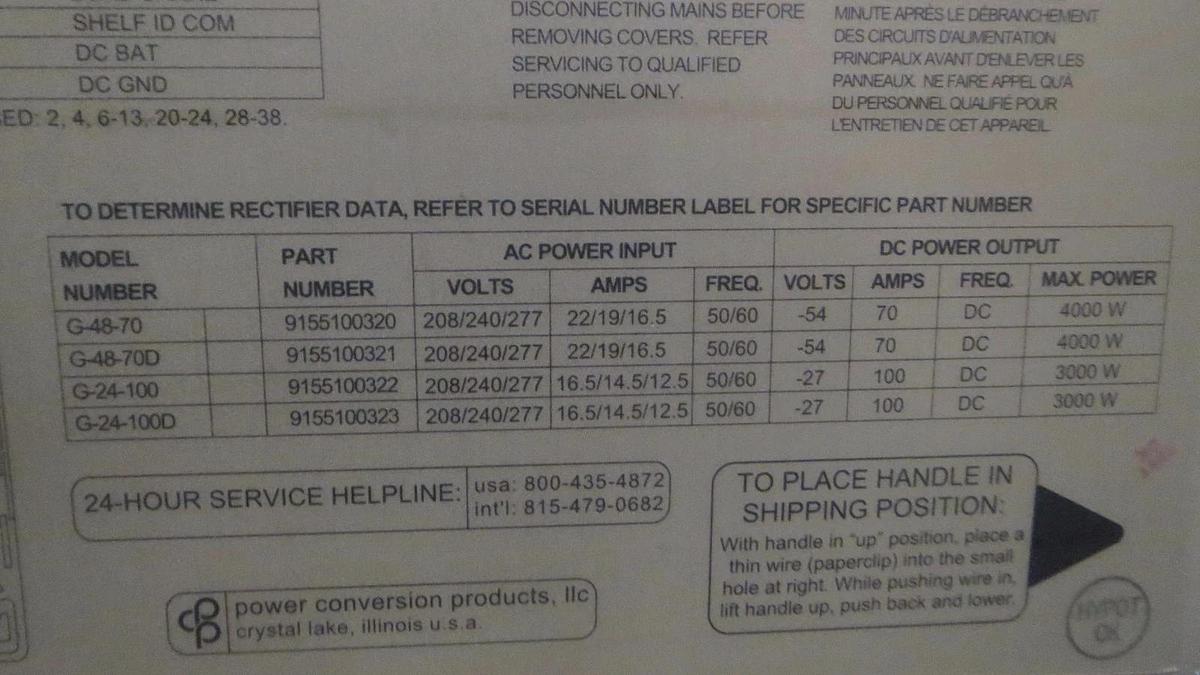 SHELF ID COM
DC BAT
DC GND
ED: 2, 4, 6-13, 20-24, 28-38.
DISCONNECTING MAINS BEFORE
REMOVING COVERS. REFER
SERVICING TO QUALIFIED
PERSONNEL ONLY.
MINUTE APRÈS LE DÉBRANCHEMENT
DES CIRCUITS D'ALIMENTATION
PRINCIPAUX AVANT D'ENLEVER LES
PANNEAUX. NE FAIRE APPEL QU'À
DU PERSONNEL QUALIFIÉ POUR
L'ENTRETIEN DE CET APPAREIL.
TO DETERMINE RECTIFIER DATA, REFER TO SERIAL NUMBER LABEL FOR SPECIFIC PART NUMBER
MODEL NUMBER PART NUMBER AC POWER INPUT DC POWER OUTPUT
VOLTS AMPS FREQ. VOLTS AMPS FREQ. MAX. POWER
G-48-70 9155100320 208/240/277 22/19/16.5 50/60 -54 70 DC 4000 W
G-48-70D 9155100321 208/240/277 22/19/16.5 50/60 -54 70 DC 4000 W
G-24-100 9155100322 208/240/277 16.5/14.5/12.5 50/60 -27 100 DC 3000 W
G-24-100D 9155100323 208/240/277 16.5/14.5/12.5 50/60 -27 100 DC 3000 W
24-HOUR SERVICE HELPLINE:
usa: 800-435-4872
int'l: 815-479-0682
TO PLACE HANDLE IN
SHIPPING POSITION:
With handle in "up" position, place a
thin wire (paperclip) into the small
hole at right. While pushing wire in,
lift handle up, push back and lower.
cpp
power conversion products, llc
crystal lake, illinois u.s.a.
HYPOT
OK